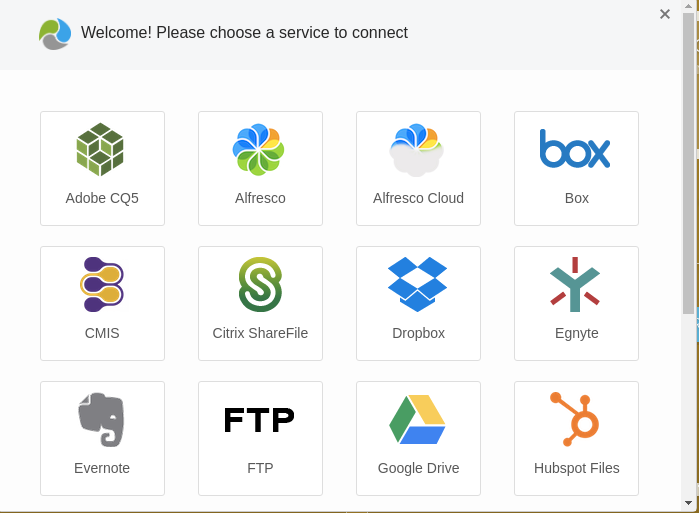 Welcome! Please choose a service to connect
Adobe CQ5
Alfresco
Alfresco Cloud
box
Box
CMIS
Citrix ShareFile
Dropbox
Egnyte
Evernote
FTP
FTP
Google Drive
Hubspot Files